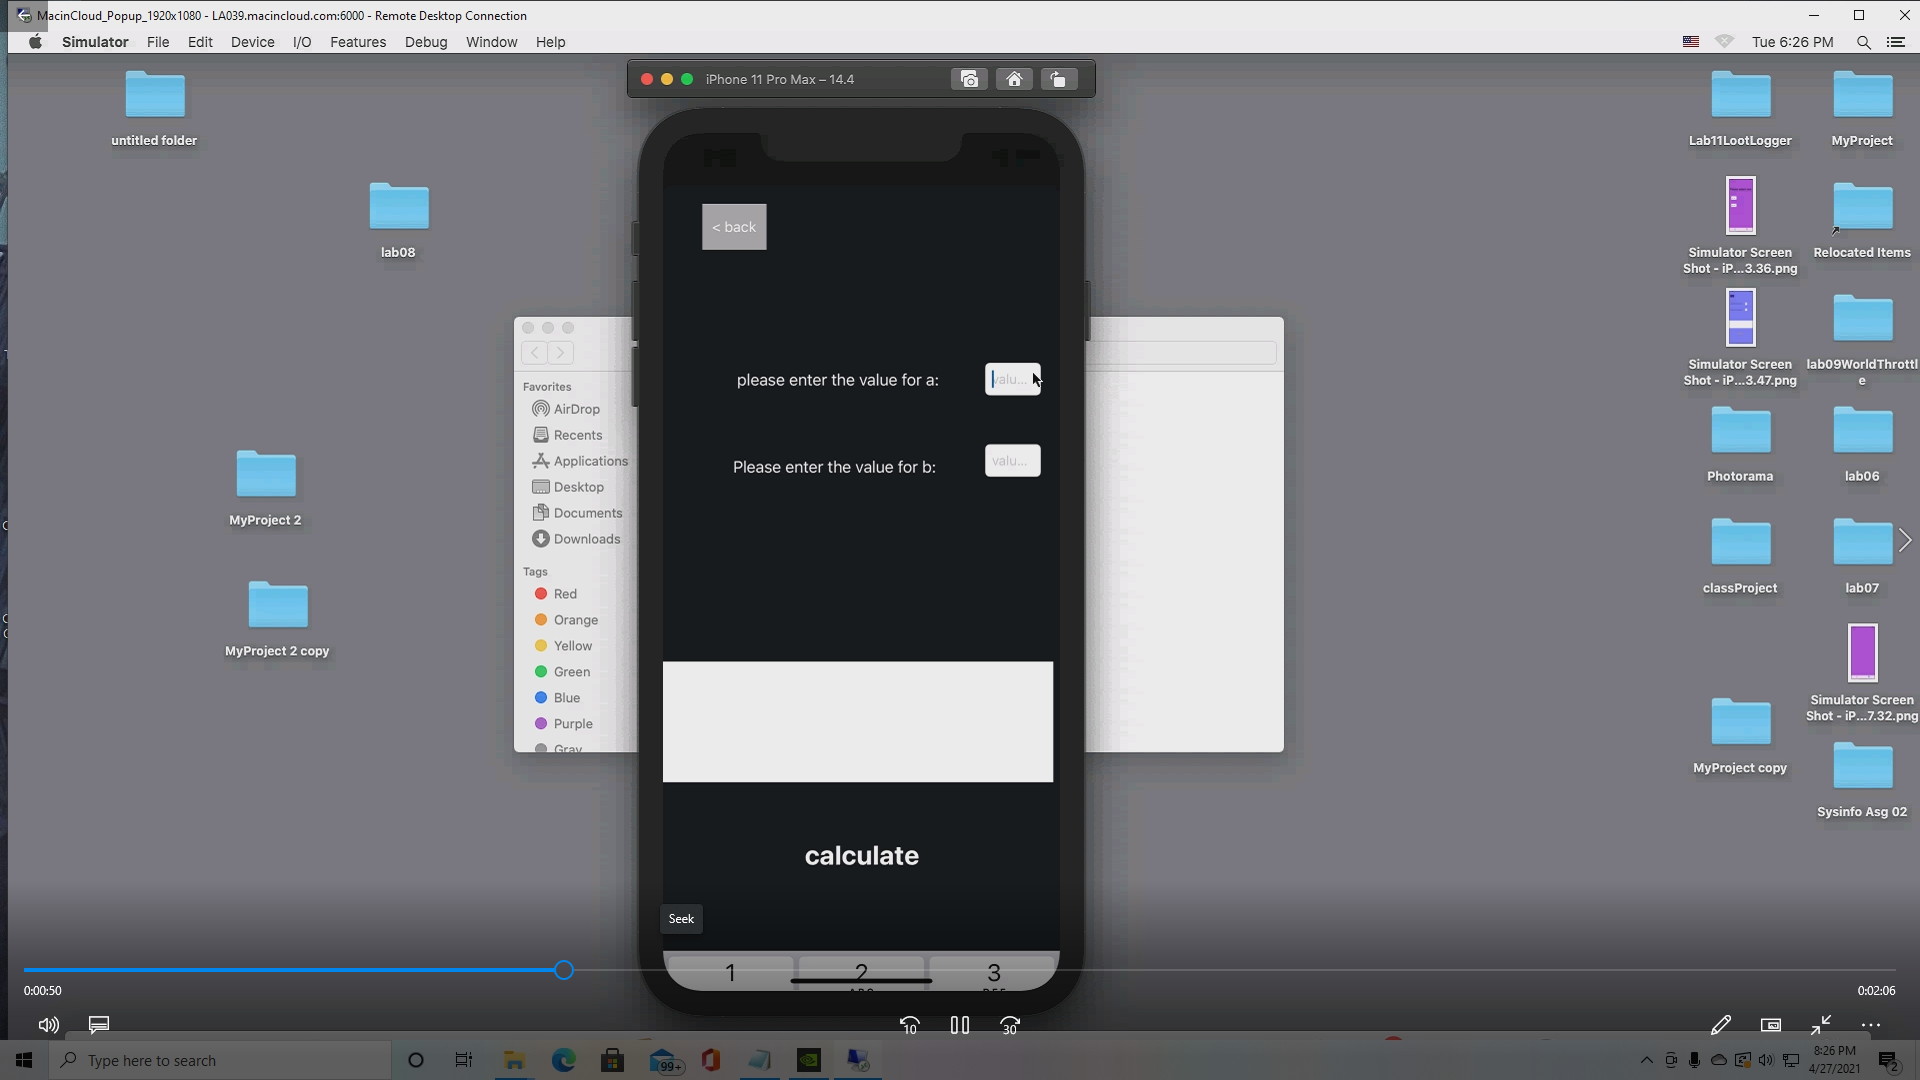 MacinCloud_Popup_1920x1080 - LA039.macincloud.com:6000 - Remote Desktop Connection
Simulator File Edit Device I/O Features Debug Window Help
Tue 6:26 PM
iPhone 11 Pro Max – 14.4
untitled folder
lab08
MyProject 2
MyProject 2 copy
Favorites
AirDrop
Recents
Applications
Desktop
Documents
Downloads
Tags
Red
Orange
Yellow
Green
Blue
Purple
Gray
< back
please enter the value for a:
valu...
Please enter the value for b:
valu...
calculate
1 2 3
Lab11LootLogger
MyProject
Simulator Screen
Shot - iP...3.36.png
Relocated Items
Simulator Screen
Shot - iP...3.47.png
lab09WorldThrottl
e
Photorama
lab06
classProject
lab07
Simulator Screen
Shot - iP...7.32.png
MyProject copy
Sysinfo Asg 02
Seek
0:00:50
0:02:06
10
30
Type here to search
99+
8:26 PM
4/27/2021
2